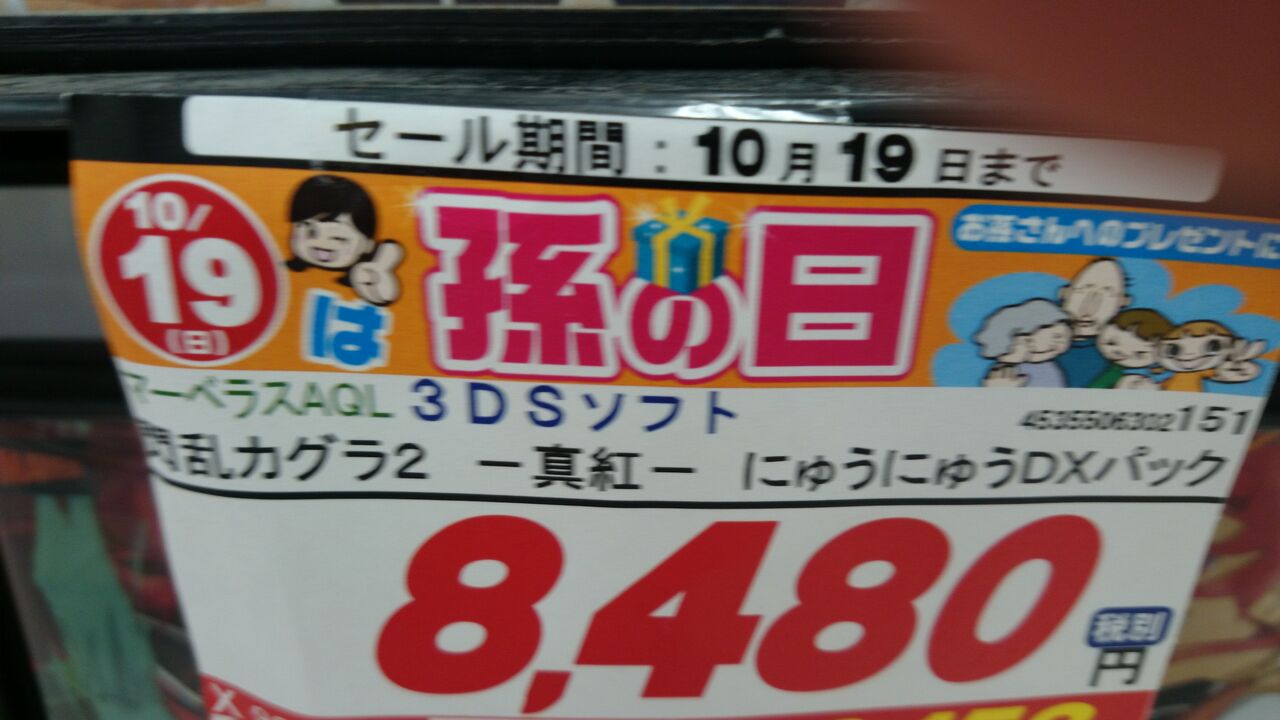 セール期間：10月19日まで
10/
19
(日)
は
孫の日
お孫さんへのプレゼントに
マーベラスAQL 3DSソフト
4535506302151
閃乱カグラ2 －真紅－ にゅうにゅうDXパック
8,480
税別
円